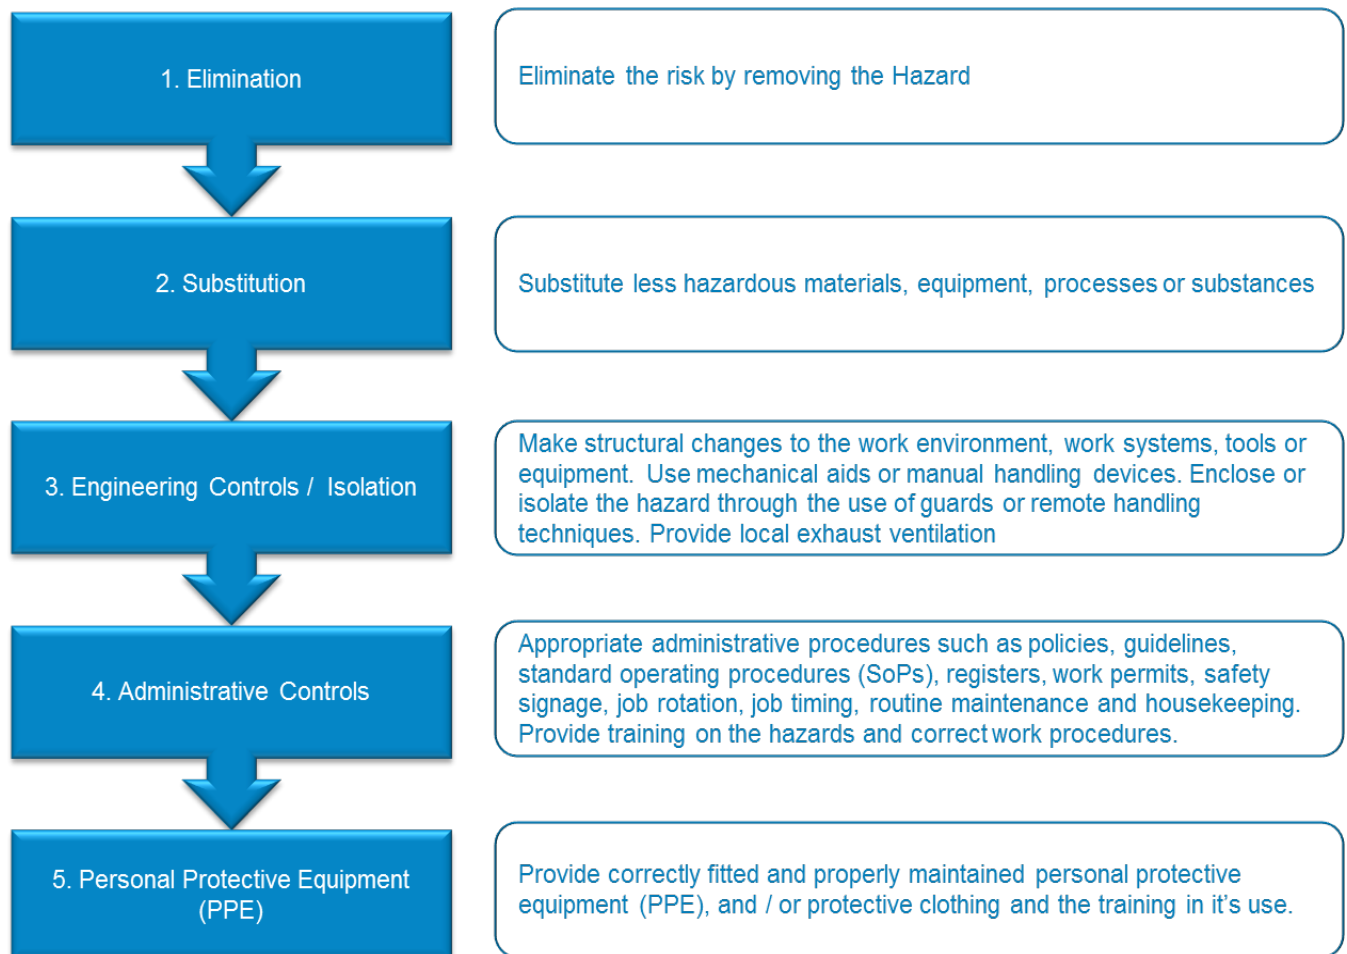 1. Elimination
Eliminate the risk by removing the Hazard
2. Substitution
Substitute less hazardous materials, equipment, processes or substances
3. Engineering Controls / Isolation
Make structural changes to the work environment, work systems, tools or
equipment. Use mechanical aids or manual handling devices. Enclose or
isolate the hazard through the use of guards or remote handling
techniques. Provide local exhaust ventilation
4. Administrative Controls
Appropriate administrative procedures such as policies, guidelines,
standard operating procedures (SoPs), registers, work permits, safety
signage, job rotation, job timing, routine maintenance and housekeeping.
Provide training on the hazards and correct work procedures.
5. Personal Protective Equipment
(PPE)
Provide correctly fitted and properly maintained personal protective
equipment (PPE), and / or protective clothing and the training in it's use.